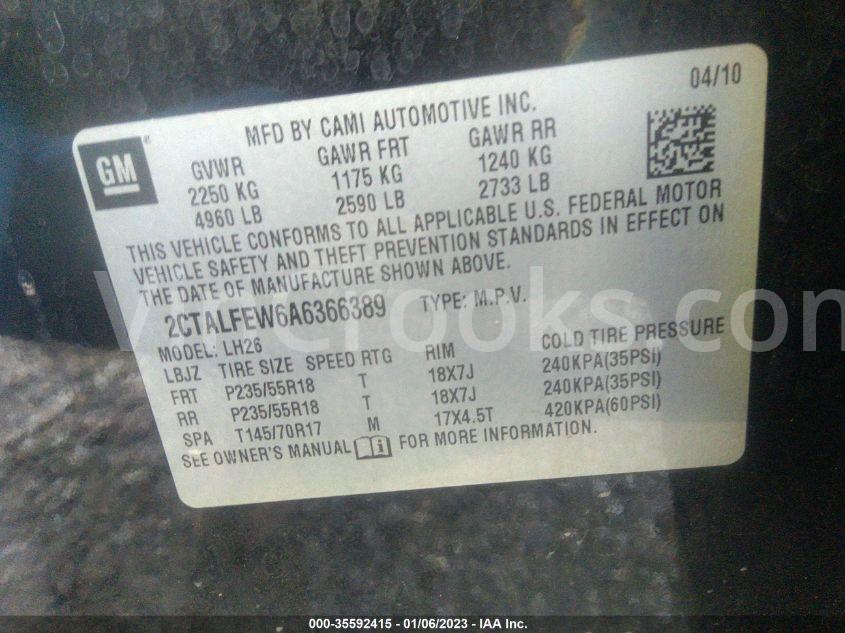 04/10
MFD BY CAMI AUTOMOTIVE INC.
GM
GVWR GAWR FRT GAWR RR
2250 KG 1175 KG 1240 KG
4960 LB 2590 LB 2733 LB
THIS VEHICLE CONFORMS TO ALL APPLICABLE U.S. FEDERAL MOTOR
VEHICLE SAFETY AND THEFT PREVENTION STANDARDS IN EFFECT ON
THE DATE OF MANUFACTURE SHOWN ABOVE.
2CTALFEW6A6366389 TYPE: M.P.V.
MODEL: LH26
LBJZ TIRE SIZE SPEED RTG RIM COLD TIRE PRESSURE
FRT P235/55R18 T 18X7J 240KPA(35PSI)
RR P235/55R18 T 18X7J 240KPA(35PSI)
SPA T145/70R17 M 17X4.5T 420KPA(60PSI)
SEE OWNER'S MANUAL FOR MORE INFORMATION.
000-35592415 - 01/06/2023 - IAA Inc.